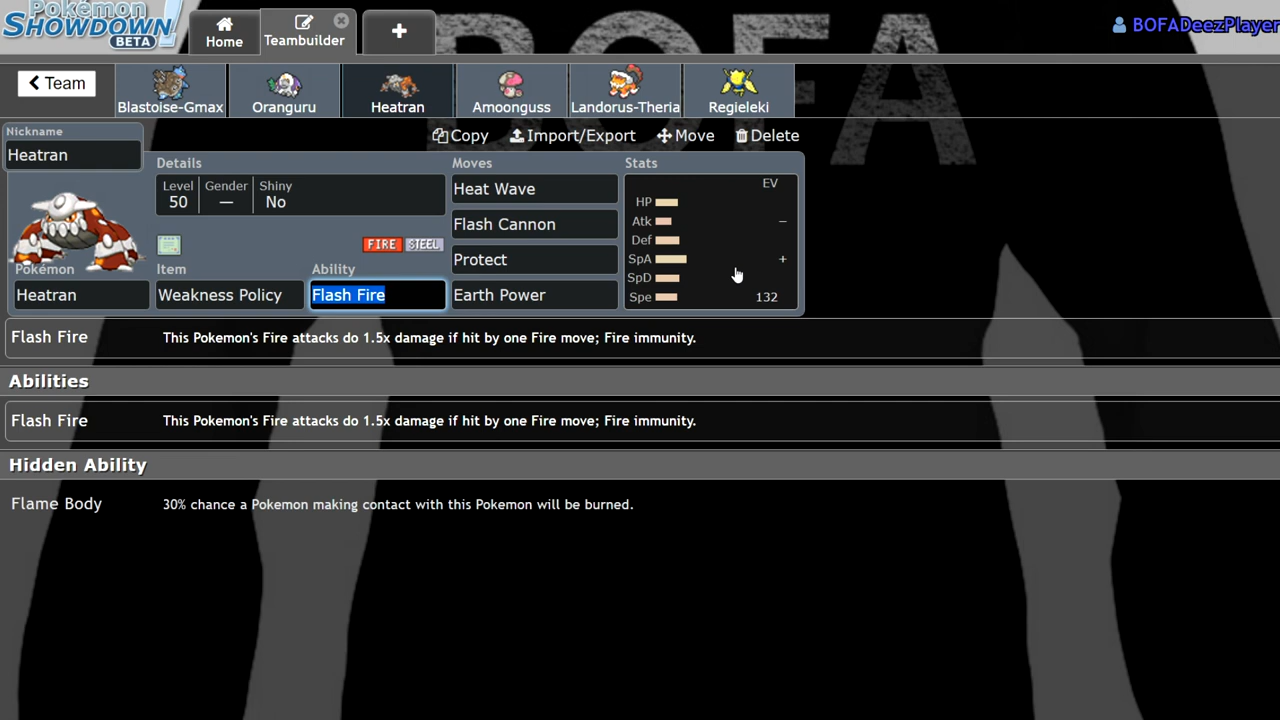 Pokémon
SHOWDOWN!
BETA
Home
Teambuilder
+
BOFADeezPlayer
BOFA
< Team
Blastoise-Gmax
Oranguru
Heatran
Amoonguss
Landorus-Theria
Regieleki
Copy
Import/Export
Move
Delete
Nickname
Heatran
Details
Level
Gender
Shiny
50
—
No
FIRE
STEEL
Pokémon
Item
Ability
Heatran
Weakness Policy
Flash Fire
Moves
Heat Wave
Flash Cannon
Protect
Earth Power
Stats
EV
HP
Atk −
Def
SpA +
SpD
Spe 132
Flash Fire This Pokemon's Fire attacks do 1.5x damage if hit by one Fire move; Fire immunity.
Abilities
Flash Fire This Pokemon's Fire attacks do 1.5x damage if hit by one Fire move; Fire immunity.
Hidden Ability
Flame Body 30% chance a Pokemon making contact with this Pokemon will be burned.